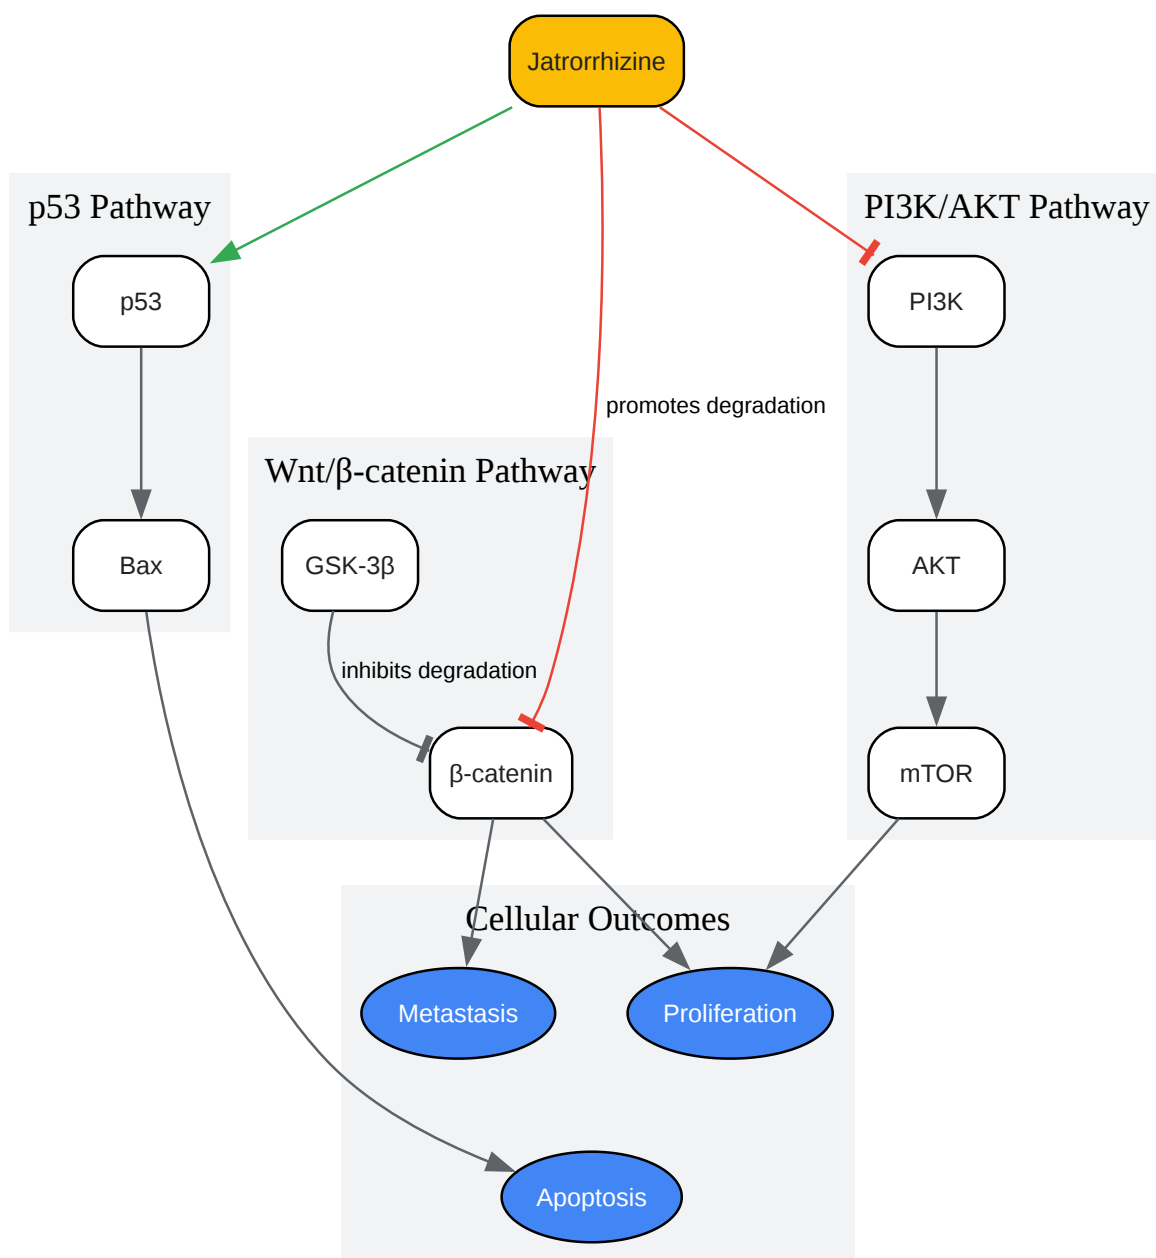 Jatrorrhizine
p53 Pathway
PI3K/AKT Pathway
p53
PI3K
promotes degradation
Wnt/β-catenin Pathway
Bax
GSK-3β
AKT
inhibits degradation
β-catenin
mTOR
Cellular Outcomes
Metastasis
Proliferation
Apoptosis